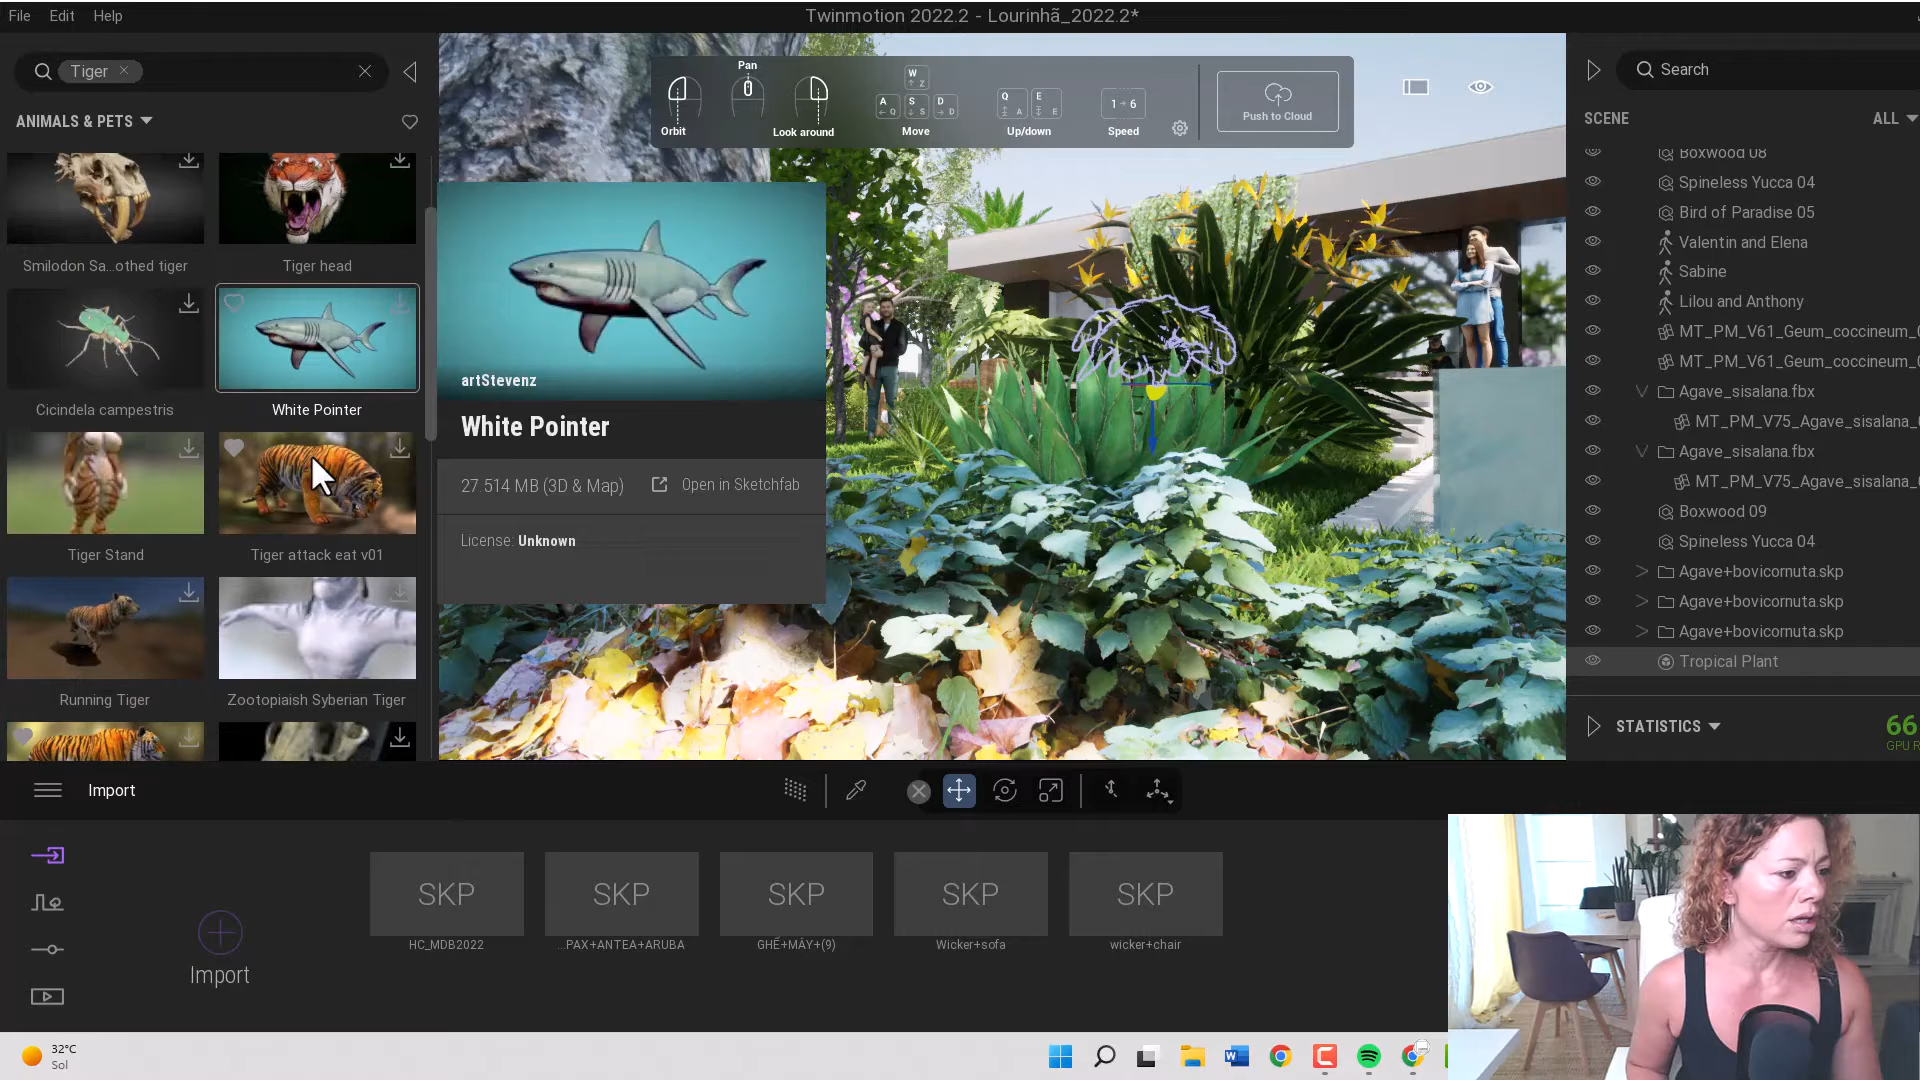 File Edit Help
Twinmotion 2022.2 - Lourinhã_2022.2*
Tiger
ANIMALS & PETS
Smilodon Sa...othed tiger
Tiger head
Cicindela campestris
White Pointer
Tiger Stand
Tiger attack eat v01
Running Tiger
Zootopiaish Syberian Tiger
artStevenz
White Pointer
27.514 MB (3D & Map)
Open in Sketchfab
License: Unknown
Pan
Orbit
Look around
W
Z
A
Q
S
S
D
D
Move
Q
A
E
E
Up/down
1 → 6
Speed
Push to Cloud
Search
SCENE
ALL
Boxwood 08
Spineless Yucca 04
Bird of Paradise 05
Valentin and Elena
Sabine
Lilou and Anthony
MT_PM_V61_Geum_coccineum_
MT_PM_V61_Geum_coccineum_
Agave_sisalana.fbx
MT_PM_V75_Agave_sisalana_
Agave_sisalana.fbx
MT_PM_V75_Agave_sisalana_
Boxwood 09
Spineless Yucca 04
Agave+bovicornuta.skp
Agave+bovicornuta.skp
Agave+bovicornuta.skp
Tropical Plant
STATISTICS
66
GPU R
Import
Import
SKP
HC_MDB2022
SKP
...PAX+ANTEA+ARUBA
SKP
GHẾ+MÂY+(9)
SKP
Wicker+sofa
SKP
wicker+chair
32°C
Sol